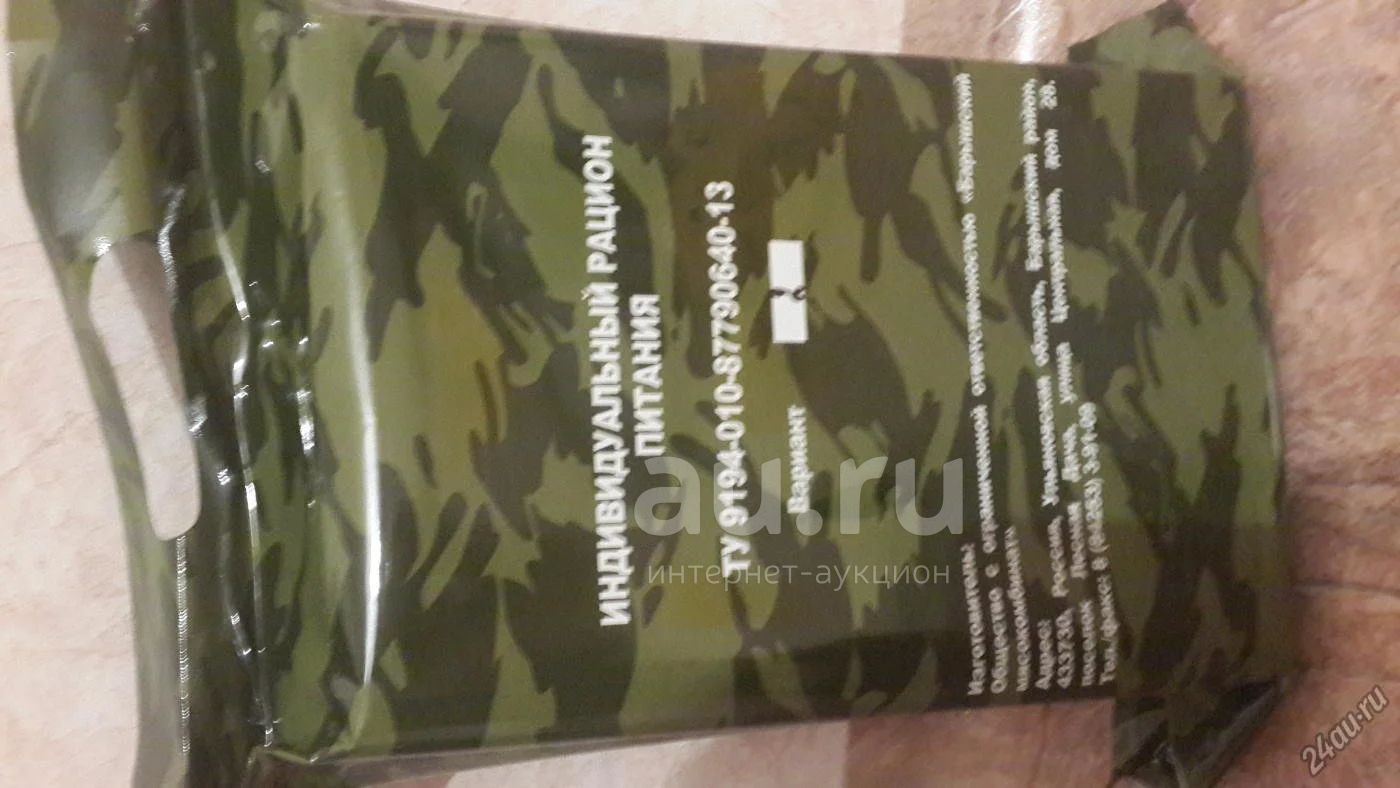 ИНДИВИДУАЛЬНЫЙ РАЦИОН
ПИТАНИЯ
ТУ 9194-010-87790640-13
Вариант 2
Изготовитель:
Общество с ограниченной ответственностью «Барышский
мясокомбинат»
Адрес:
433736, Россия, Ульяновская область, Барышский район,
поселок Лесная Дача, улица Центральная, дом 28.
Тел./факс: 8 (84253) 3-91-09
au.ru
интернет-аукцион
24au.ru